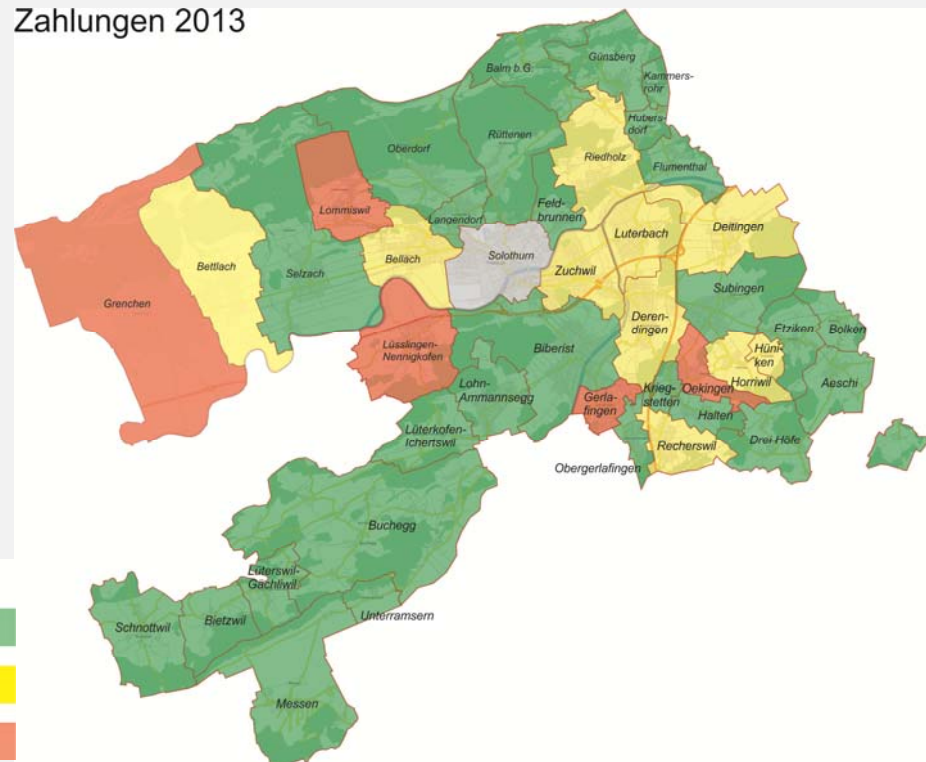 Zahlungen 2013
Günsberg
Balm b.G.
Kammers-
rohr
Hubers-
dorf
Rüttenen
Oberdorf
Riedholz
Flumenthal
Lommiswil
Langendorf
Feld-
brunnen
Luterbach
Deitingen
Solothurn
Bellach
Bettlach
Selzach
Zuchwil
Subingen
Grenchen
Deren-
dingen
Etziken
Bolken
Lüsslingen-
Nennigkofen
Biberist
Hüni-
ken
Lohn-
Ammannsegg
Krieg-
stetten
Oekingen
Horriwil
Aeschi
Gerla-
fingen
Halten
Lüterkofen-
Ichertswil
Recherswil
Drei Höfe
Obergerlafingen
Buchegg
Lüterswil-
Gächliwil
Schnottwil
Bietzwil
Unterramsern
Messen